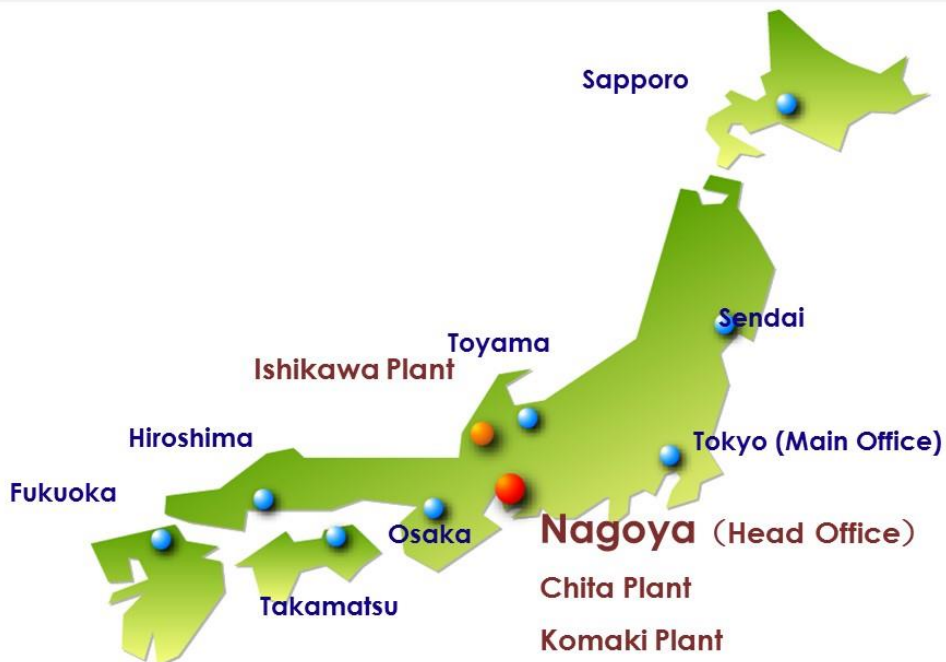 Sapporo
Sendai
Toyama
Ishikawa Plant
Hiroshima
Tokyo (Main Office)
Fukuoka
Osaka
Nagoya（Head Office）
Chita Plant
Takamatsu
Komaki Plant